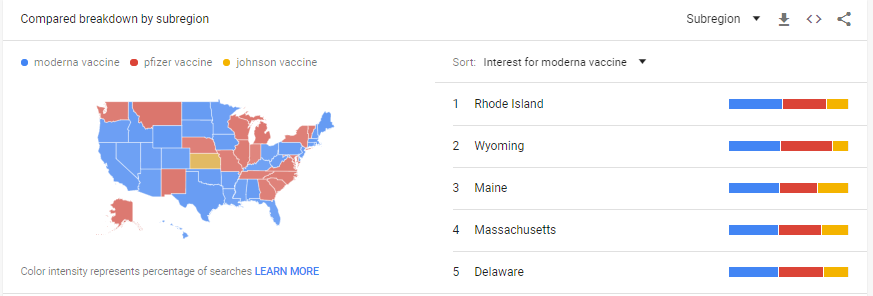 Compared breakdown by subregion
Subregion
moderna vaccine pfizer vaccine johnson vaccine
Sort: Interest for moderna vaccine
1 Rhode Island
2 Wyoming
3 Maine
4 Massachusetts
5 Delaware
Color intensity represents percentage of searches LEARN MORE